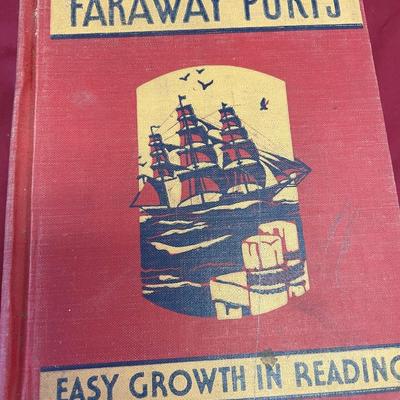 FARAWAY PORTS
EASY GROWTH IN READING